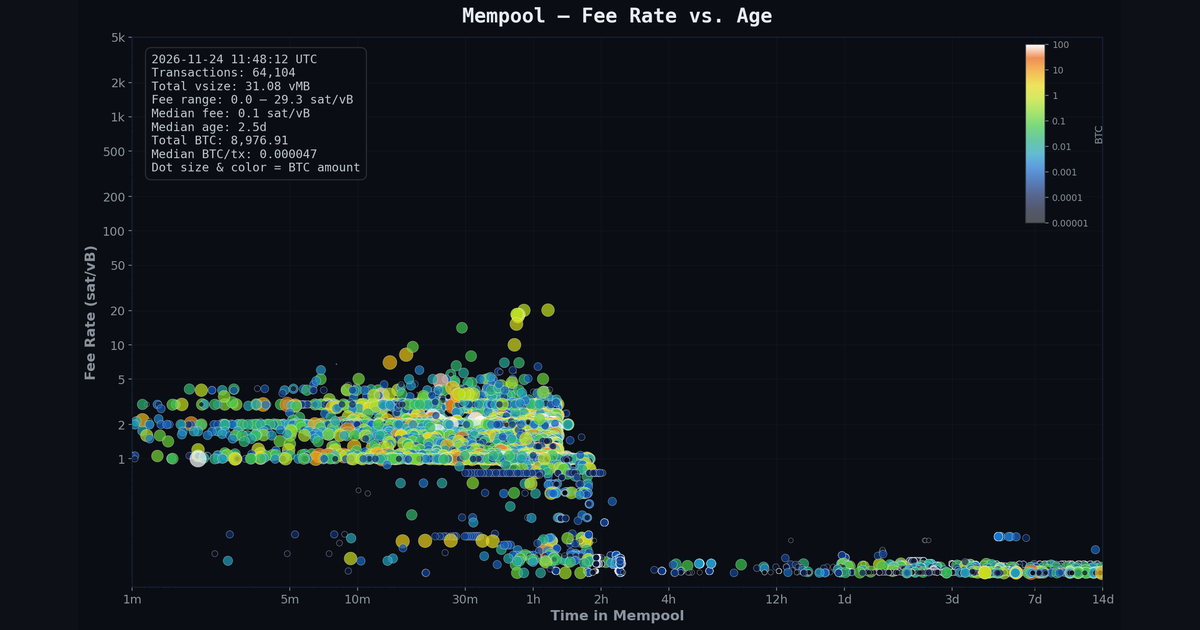 Mempool — Fee Rate vs. Age
5k
2k
1k
500
200
100
50
20
10
5
2
1
Fee Rate (sat/vB)
2026-11-24 11:48:12 UTC
Transactions: 64,104
Total vsize: 31.08 vMB
Fee range: 0.0 — 29.3 sat/vB
Median fee: 0.1 sat/vB
Median age: 2.5d
Total BTC: 8,976.91
Median BTC/tx: 0.000047
Dot size & color = BTC amount
100
10
1
0.1
0.01
0.001
0.0001
0.00001
BTC
1m 5m 10m 30m 1h 2h 4h 12h 1d 3d 7d 14d
Time in Mempool